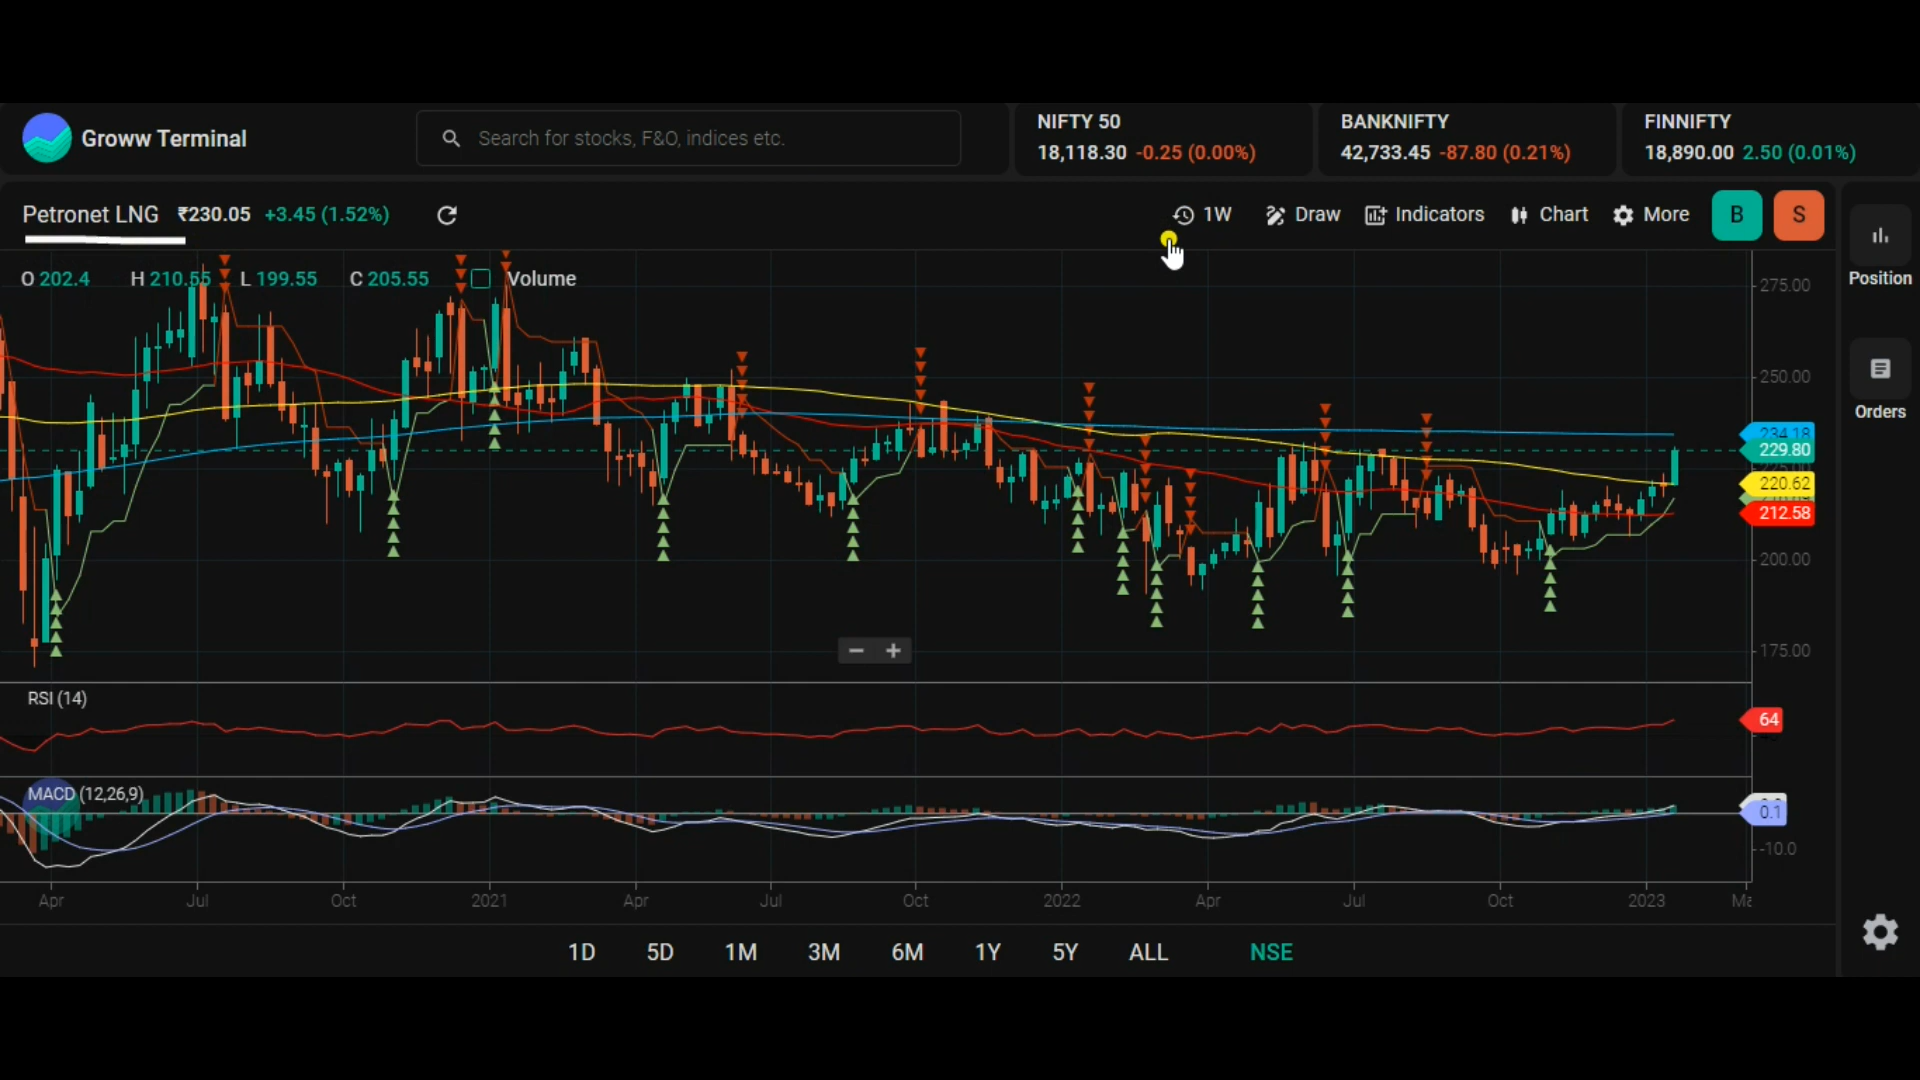 Groww Terminal
Search for stocks, F&O, indices etc.
NIFTY 50
18,118.30 -0.25 (0.00%)
BANKNIFTY
42,733.45 -87.80 (0.21%)
FINNIFTY
18,890.00 2.50 (0.01%)
Petronet LNG ₹230.05 +3.45 (1.52%)
1W Draw Indicators Chart More B S
Position
Orders
O 202.4 H 210.55 L 199.55 C 205.55 Volume
275.00
250.00
234.18
229.80
225.00
220.62
212.58
200.00
175.00
− +
RSI (14)
64
MACD (12,26,9)
0.1
-10.0
Apr Jul Oct 2021 Apr Jul Oct 2022 Apr Jul Oct 2023
1D 5D 1M 3M 6M 1Y 5Y ALL NSE